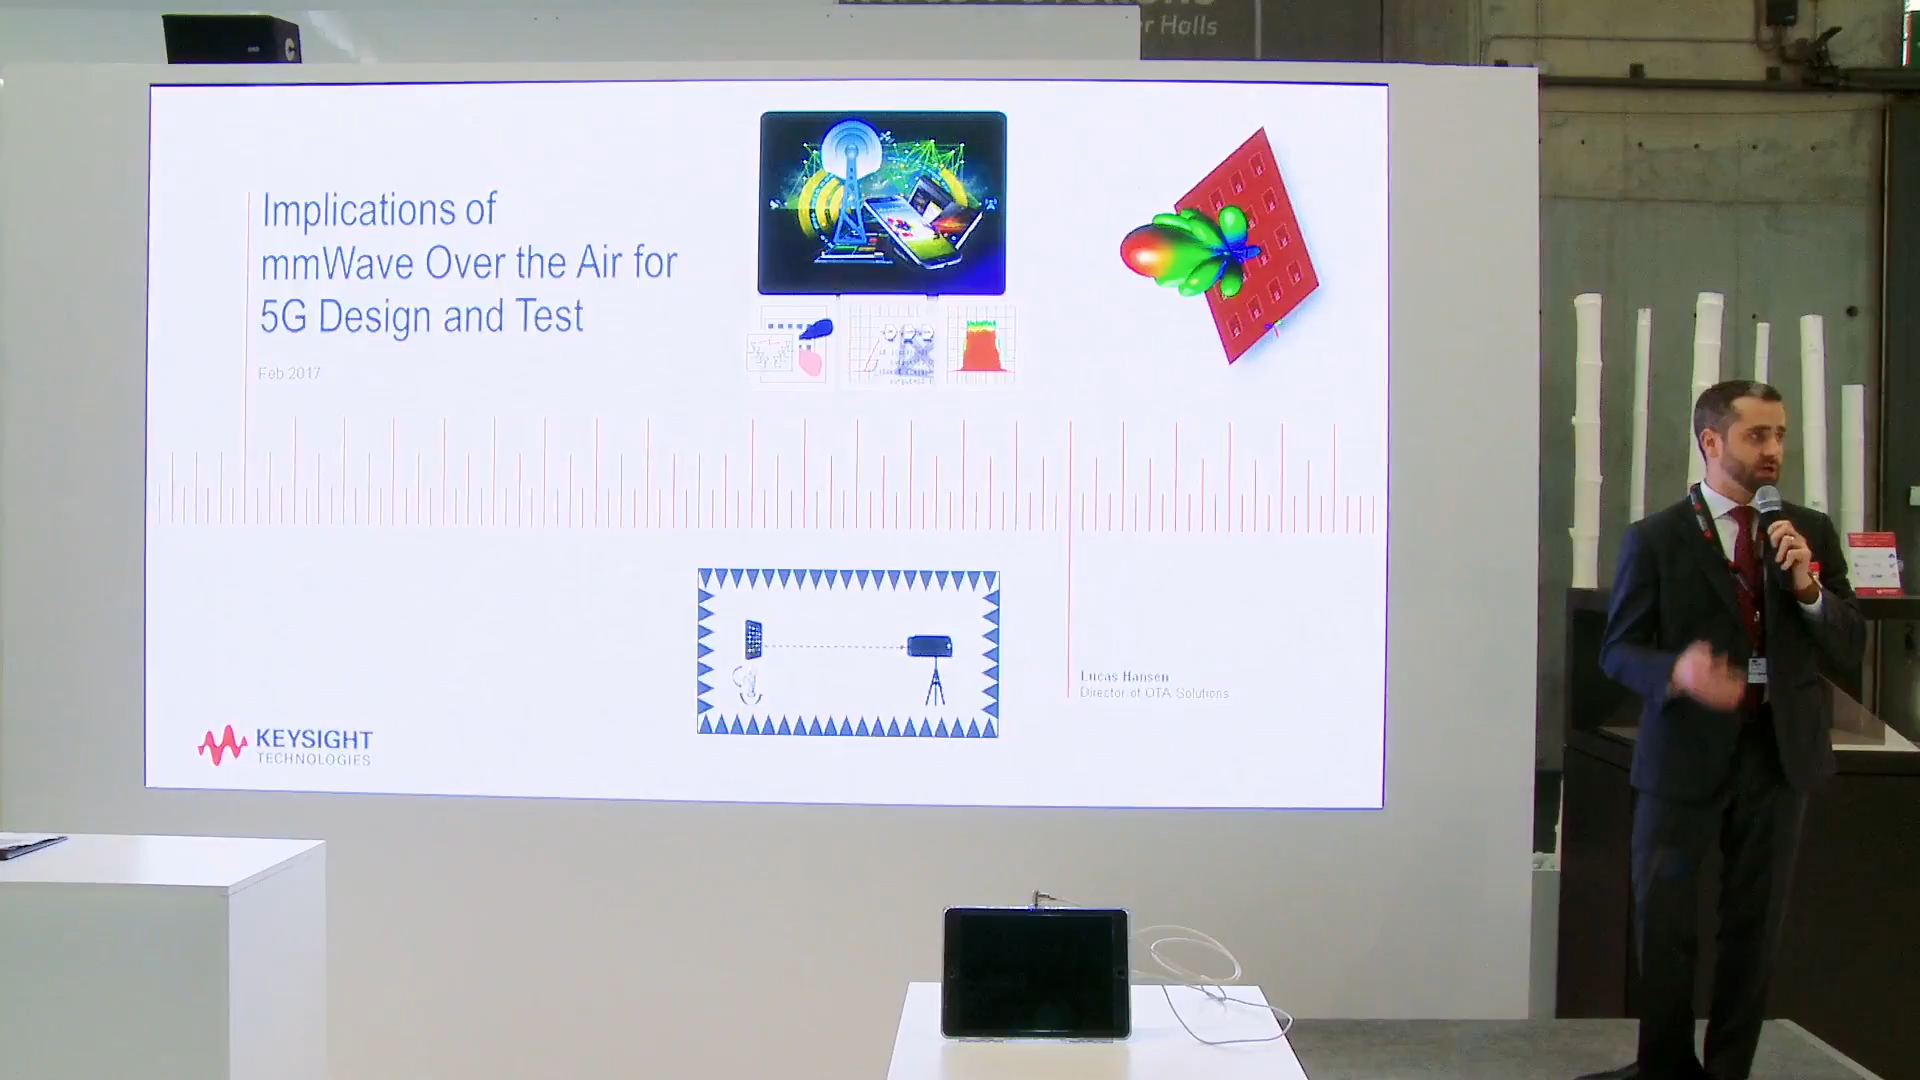 r Halls
Implications of
mmWave Over the Air for
5G Design and Test
Feb 2017
Lucas Hansen
Director of OTA Solutions
KEYSIGHT
TECHNOLOGIES